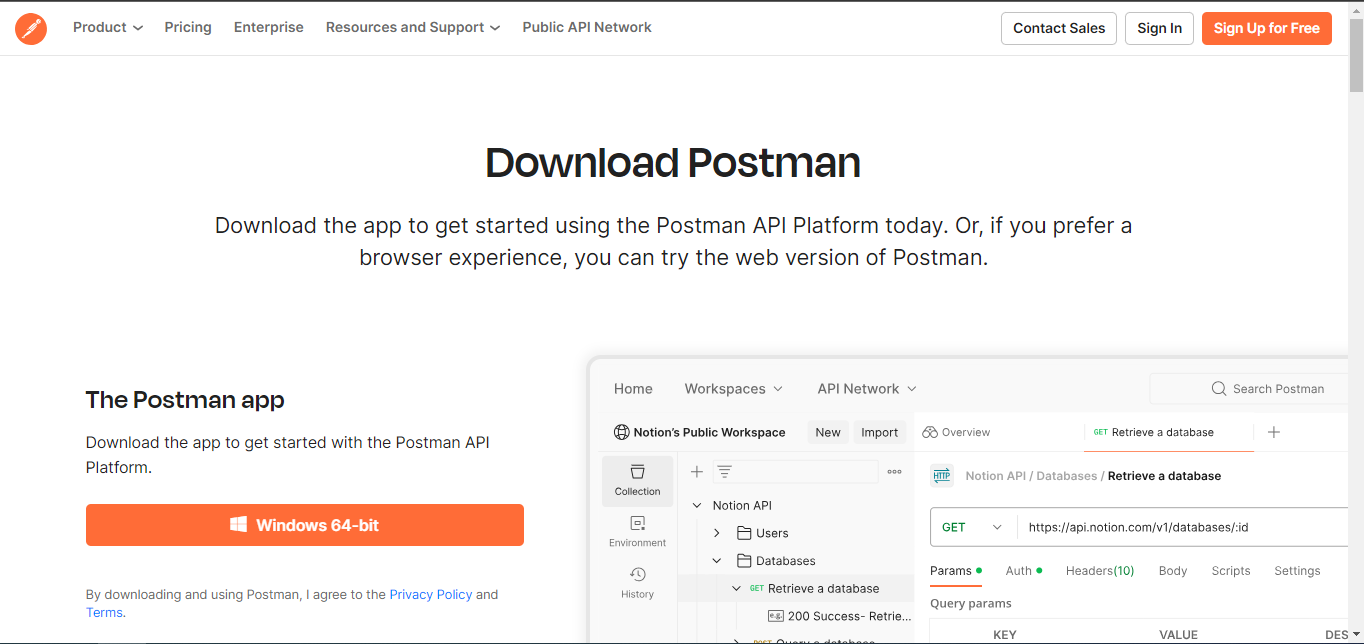 Product Pricing Enterprise Resources and Support Public API Network Contact Sales Sign In Sign Up for Free
Download Postman
Download the app to get started using the Postman API Platform today. Or, if you prefer a
browser experience, you can try the web version of Postman.
The Postman app
Download the app to get started with the Postman API
Platform.
Windows 64-bit
By downloading and using Postman, I agree to the Privacy Policy and
Terms.
Home Workspaces API Network Search Postman
Notion's Public Workspace New Import Overview GET Retrieve a database
Collection
Environment
History
Notion API
Users
Databases
GET Retrieve a database
e.g. 200 Success- Retrie...
POST Query a database
HTTP Notion API / Databases / Retrieve a database
GET https://api.notion.com/v1/databases/:id
Params Auth Headers(10) Body Scripts Settings
Query params
KEY VALUE DES